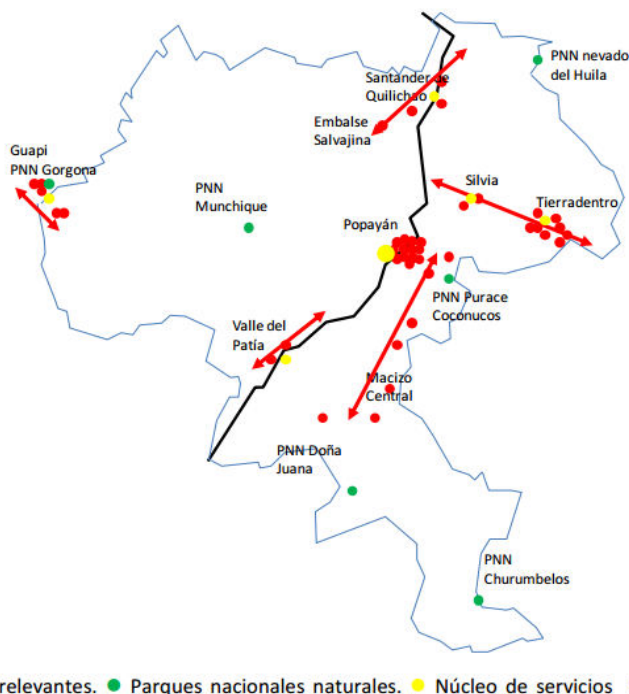 PNN nevado
del Huila
Santander de
Quilichao
Embalse
Salvajina
Guapi
PNN Gorgona
PNN
Munchique
Silvia
Tierradentro
Popayán
PNN Purace
Coconucos
Valle del
Patía
Macizo
Central
PNN Doña
Juana
PNN
Churumbelos
relevantes. Parques nacionales naturales. Núcleo de servicios